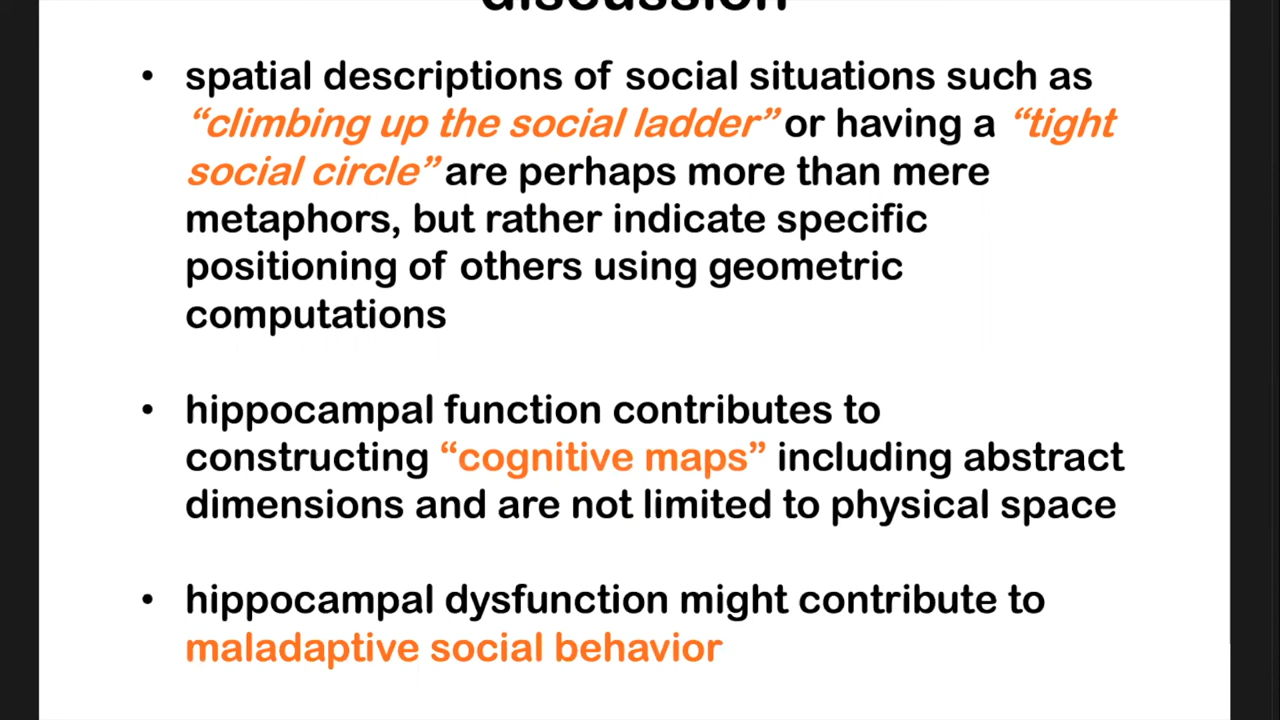 discussion
• spatial descriptions of social situations such as
“climbing up the social ladder” or having a “tight
social circle” are perhaps more than mere
metaphors, but rather indicate specific
positioning of others using geometric
computations
• hippocampal function contributes to
constructing “cognitive maps” including abstract
dimensions and are not limited to physical space
• hippocampal dysfunction might contribute to
maladaptive social behavior